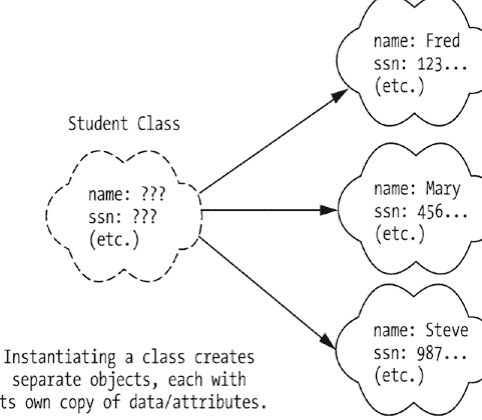 name: Fred
ssn: 123...
(etc.)
Student Class
name: ???
ssn: ???
(etc.)
name: Mary
ssn: 456...
(etc.)
name: Steve
ssn: 987...
(etc.)
Instantiating a class creates
separate objects, each with
ts own copy of data/attributes.